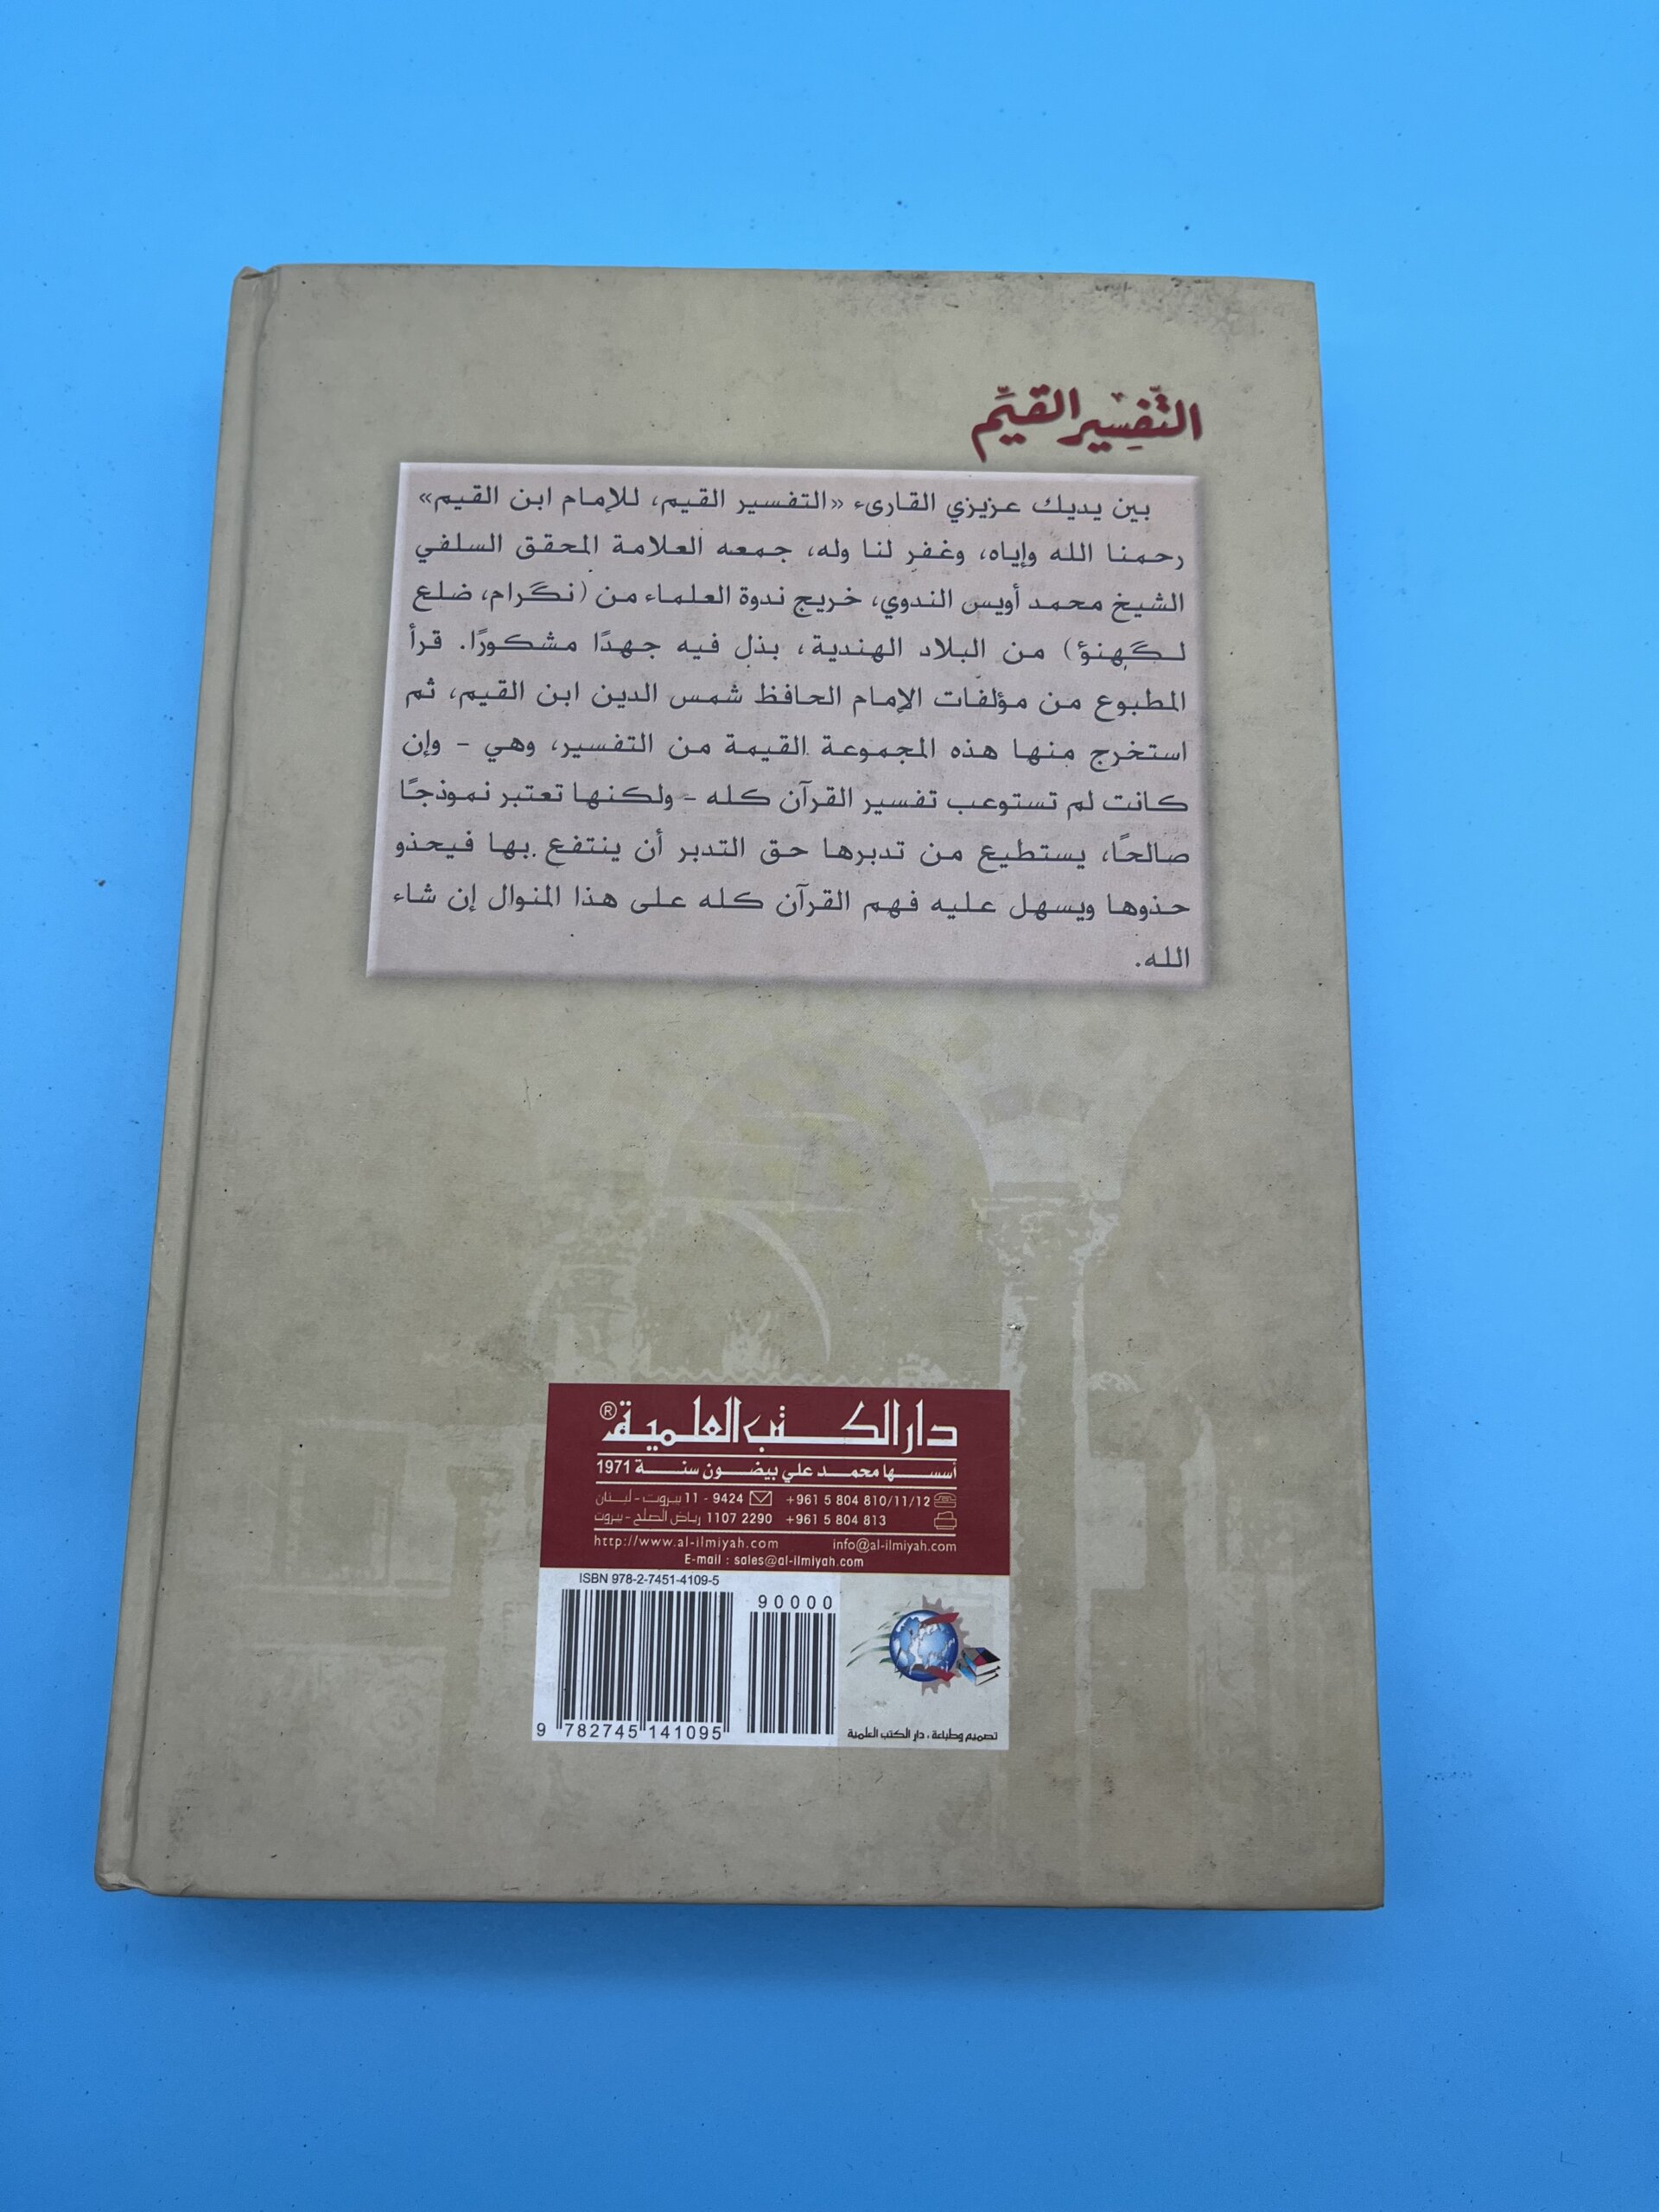 التَّفْسِير القَيِّم
بين يديك عزيزي القارىء «التفسير القيم، للإمام ابن القيم»
رحمنا الله وإياه، وغفر لنا وله، جمعه العلامة المحقق السلفي
الشيخ محمد أويس الندوي، خريج ندوة العلماء من (نگرام، ضلع
لكهنؤ) من البلاد الهندية، بذل فيه جهدًا مشكورًا. قرأ
المطبوع من مؤلفات الإمام الحافظ شمس الدين ابن القيم، ثم
استخرج منها هذه المجموعة القيمة من التفسير، وهي - وإن
كانت لم تستوعب تفسير القرآن كله - ولكنها تعتبر نموذجًا
صالحًا، يستطيع من تدبرها حق التدبر أن ينتفع بها فيحذو
حذوها ويسهل عليه فهم القرآن كله على هذا المنوال إن شاء
الله.
دار الكتب العلمية®
أسسها محمد علي بيضون سنة 1971
+961 5 804 810/11/12 9424 - 11 بيروت - لبنان
+961 5 804 813 1107 2290 رياض الصلح - بيروت
http://www.al-ilmiyah.com info@al-ilmiyah.com
E-mail : sales@al-ilmiyah.com
ISBN 978-2-7451-4109-5
90000
9 782745 141095
تصميم وطباعة : دار الكتب العلمية